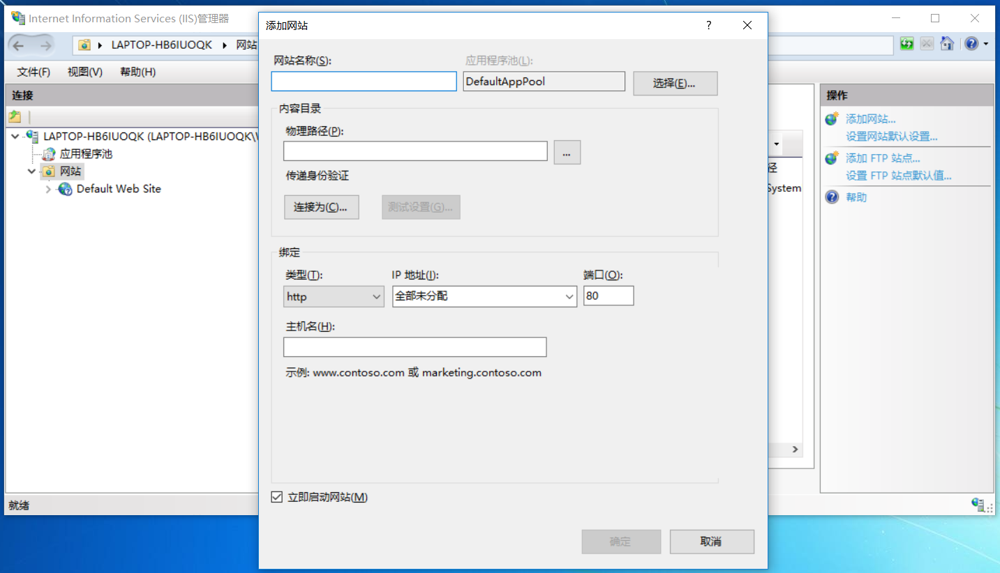 Internet Information Services (IIS)管理器
LAPTOP-HB6IUOQK
网站
文件(F) 视图(V) 帮助(H)
连接
LAPTOP-HB6IUOQK (LAPTOP-HB6IUOQK\
应用程序池
网站
Default Web Site
就绪
添加网站
?
网站名称(S):
应用程序池(L):
DefaultAppPool
选择(E)...
内容目录
物理路径(P):
...
传递身份验证
连接为(C)...
测试设置(G)...
绑定
类型(T):
IP 地址(I):
端口(O):
http
全部未分配
80
主机名(H):
示例: www.contoso.com 或 marketing.contoso.com
立即启动网站(M)
确定
取消
径
System
操作
添加网站...
设置网站默认设置...
添加 FTP 站点...
设置 FTP 站点默认值...
帮助